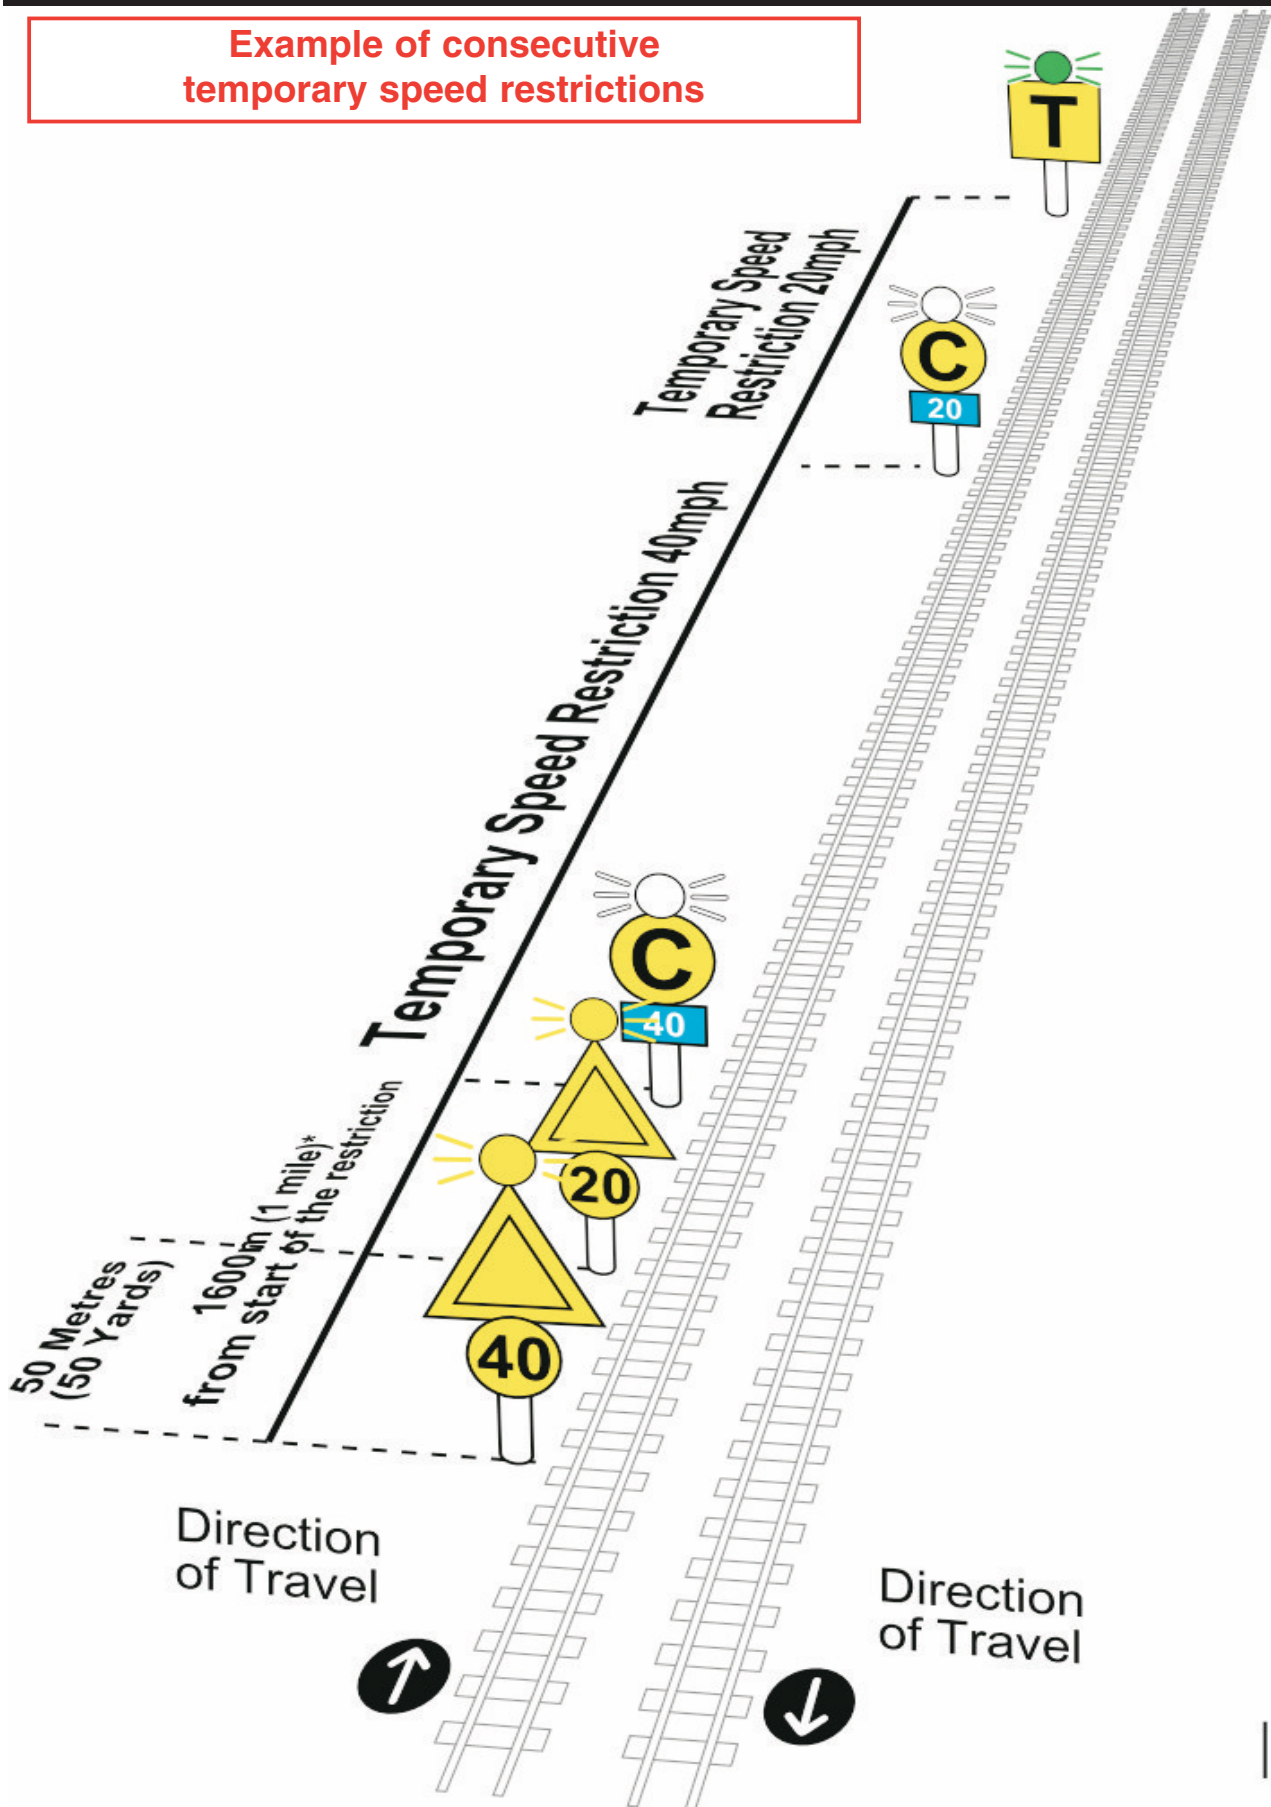 Example of consecutive
temporary speed restrictions
T
Temporary Speed
Restriction 20mph
C
20
Temporary Speed Restriction 40mph
C
40
20
40
1600m (1 mile)*
from start of the restriction
50 Metres
(50 Yards)
Direction
of Travel
Direction
of Travel